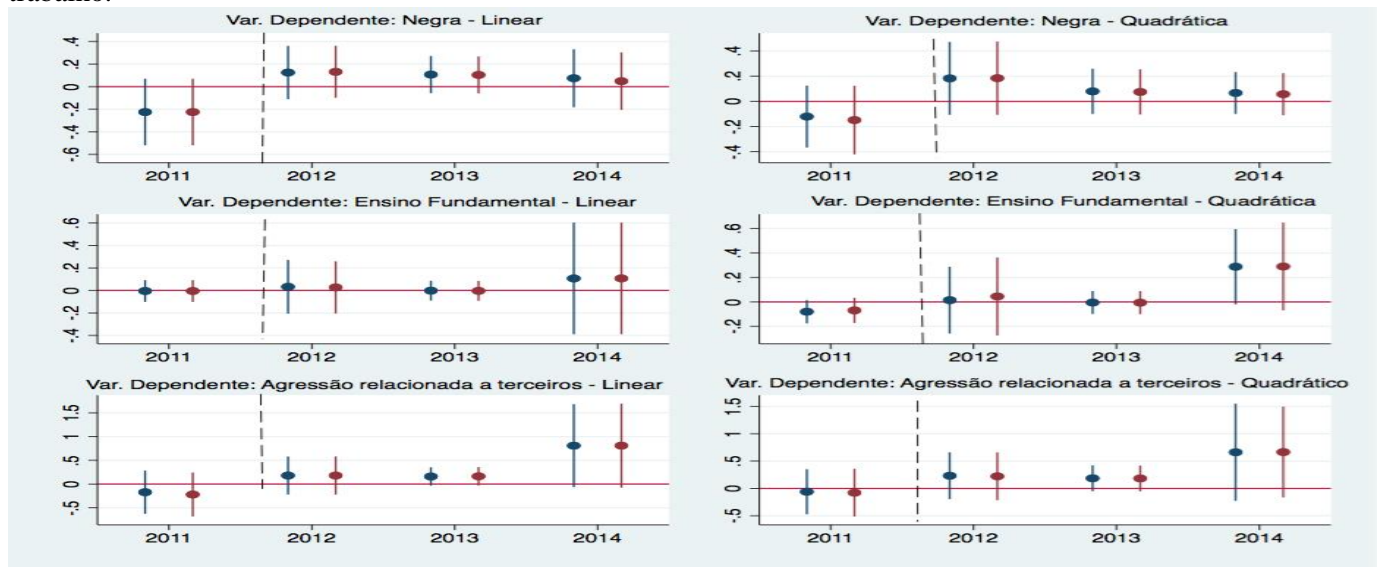 Var. Dependente: Negra - Linear
.4
.2
0
-.2
-.4
-.6
2011 2012 2013 2014
Var. Dependente: Negra - Quadrática
.4
.2
0
-.2
-.4
2011 2012 2013 2014
Var. Dependente: Ensino Fundamental - Linear
.6
.4
.2
0
-.2
-.4
2011 2012 2013 2014
Var. Dependente: Ensino Fundamental - Quadrática
.6
.4
.2
0
-.2
2011 2012 2013 2014
Var. Dependente: Agressão relacionada a terceiros - Linear
1.5
1
.5
0
-.5
2011 2012 2013 2014
Var. Dependente: Agressão relacionada a terceiros - Quadrático
1.5
1
.5
0
-.5
2011 2012 2013 2014